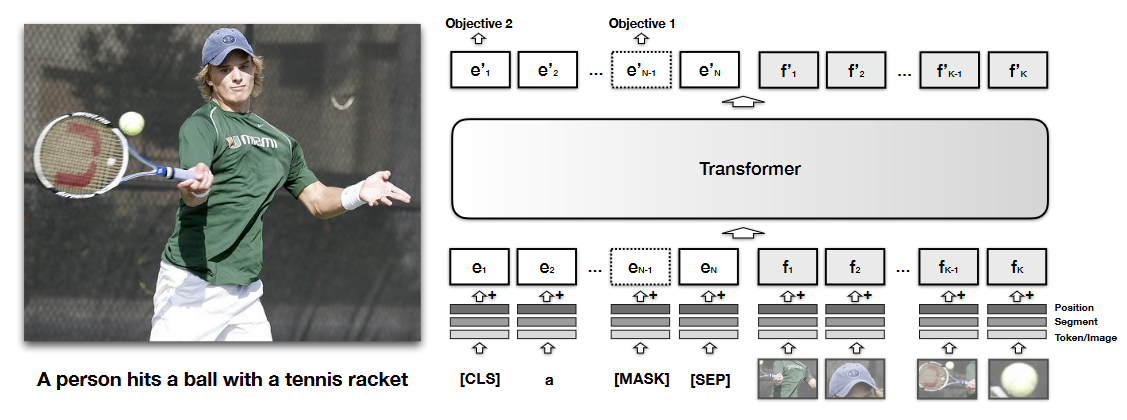 Objective 2 Objective 1
e'1 e'2 ... e'N-1 e'N f'1 f'2 ... f'K-1 f'K
MIAMI
Transformer
e1 e2 ... eN-1 eN f1 f2 ... fK-1 fK
+ + + + + + + +
Position
Segment
Token/Image
A person hits a ball with a tennis racket
[CLS] a [MASK] [SEP]